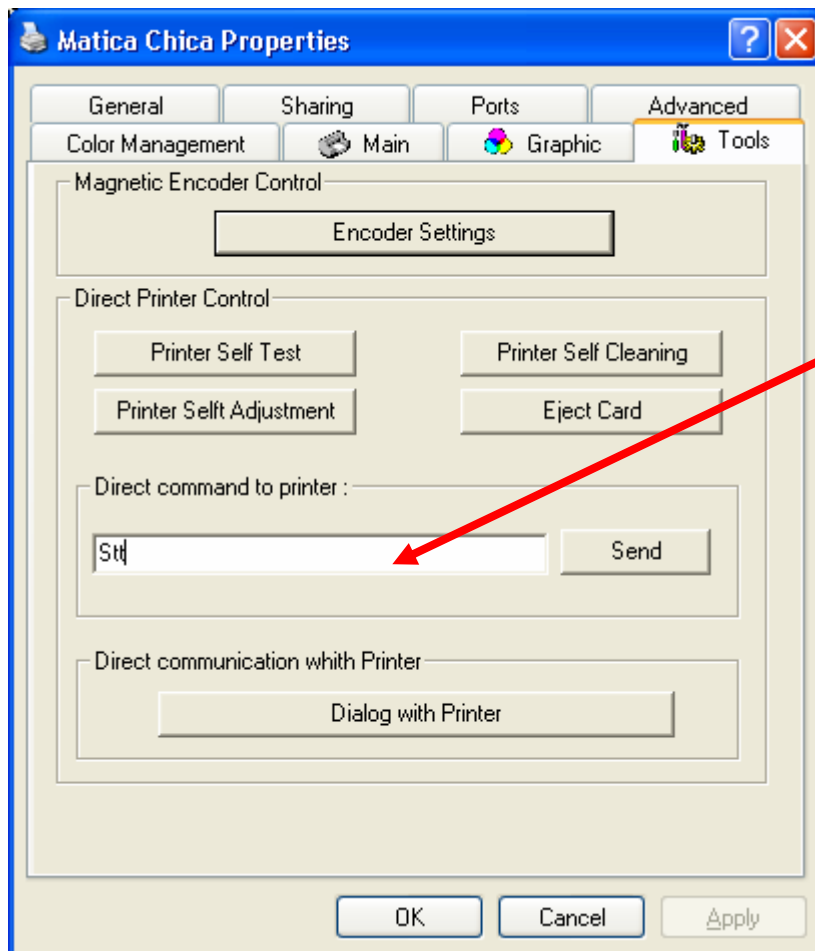 Matica Chica Properties
General Sharing Ports Advanced
Color Management Main Graphic Tools
Magnetic Encoder Control
Encoder Settings
Direct Printer Control
Printer Self Test Printer Self Cleaning
Printer Selft Adjustment Eject Card
Direct command to printer :
Stt Send
Direct communication whith Printer
Dialog with Printer
OK Cancel Apply